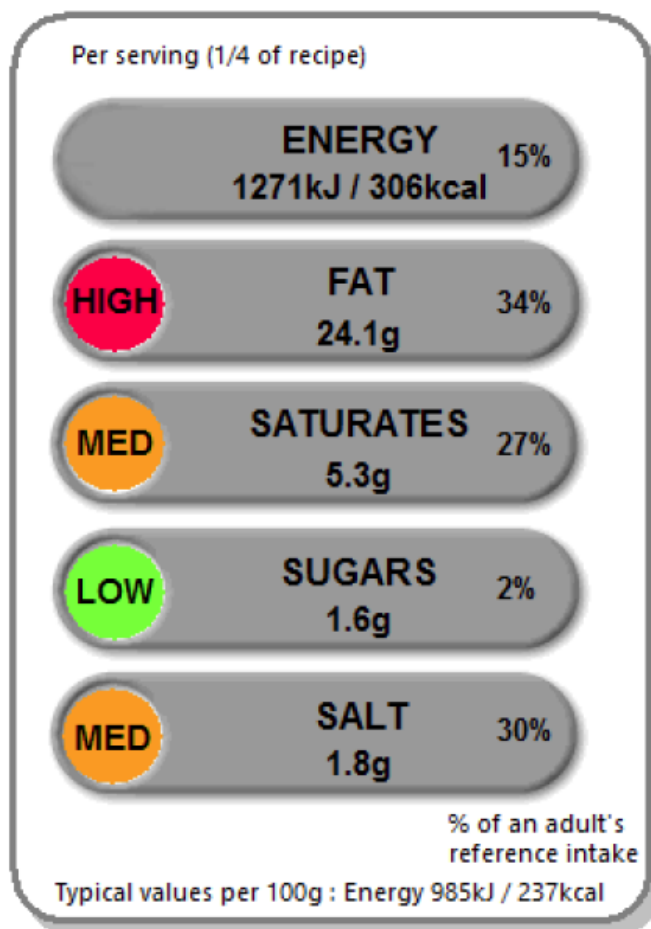 Per serving (1/4 of recipe)
ENERGY
1271kJ / 306kcal
15%
HIGH
FAT
24.1g
34%
MED
SATURATES
5.3g
27%
LOW
SUGARS
1.6g
2%
MED
SALT
1.8g
30%
% of an adult's
reference intake
Typical values per 100g : Energy 985kJ / 237kcal